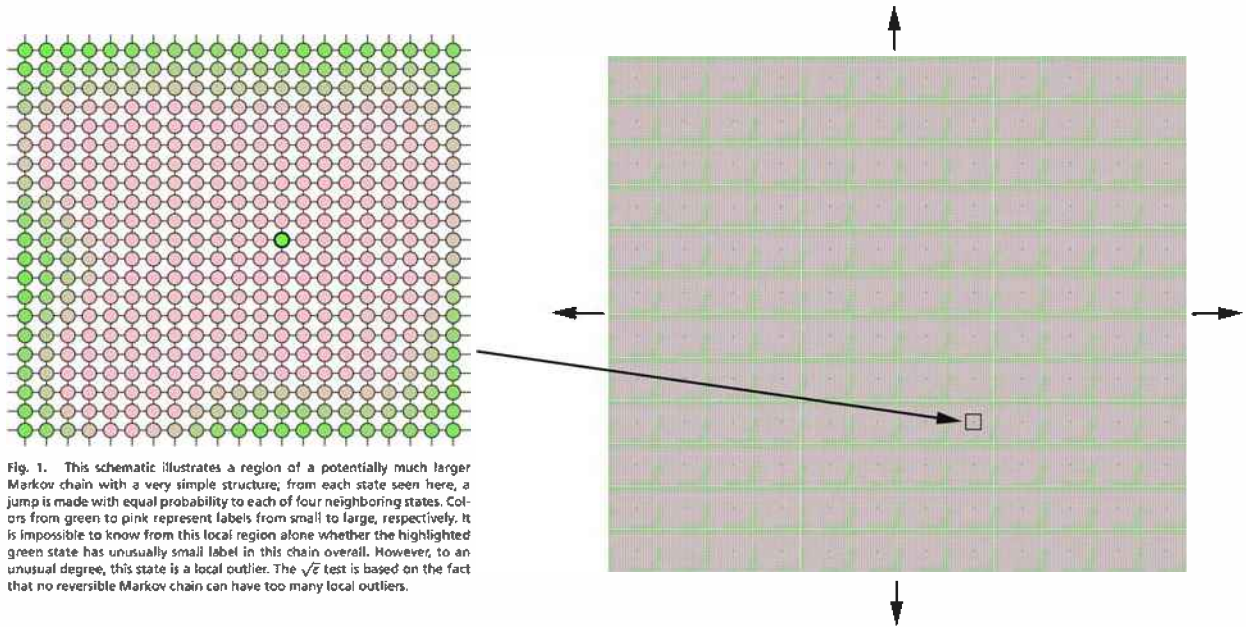 Fig. 1. This schematic illustrates a region of a potentially much larger
Markov chain with a very simple structure; from each state seen here, a
jump is made with equal probability to each of four neighboring states. Col-
ors from green to pink represent labels from small to large, respectively. It
is impossible to know from this local region alone whether the highlighted
green state has unusually small label in this chain overall. However, to an
unusual degree, this state is a local outlier. The √ε test is based on the fact
that no reversible Markov chain can have too many local outliers.